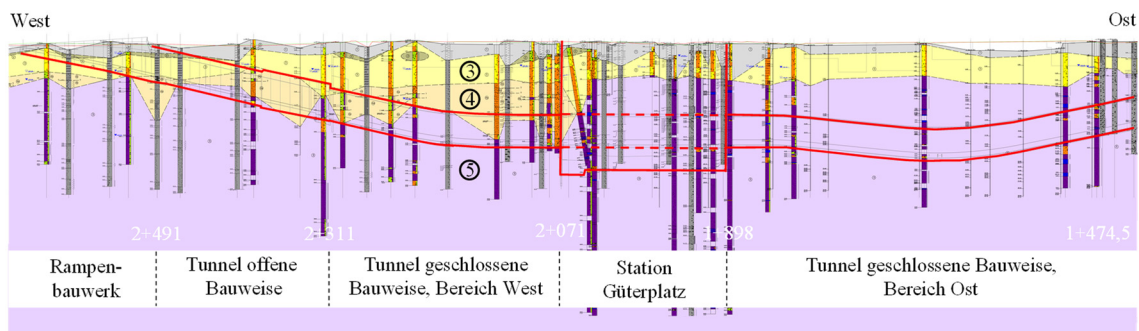 West
Ost
③
④
⑤
2+491
2+311
2+071
1+898
1+474,5
Rampen-
bauwerk
Tunnel offene
Bauweise
Tunnel geschlossene
Bauweise, Bereich West
Station
Güterplatz
Tunnel geschlossene Bauweise,
Bereich Ost